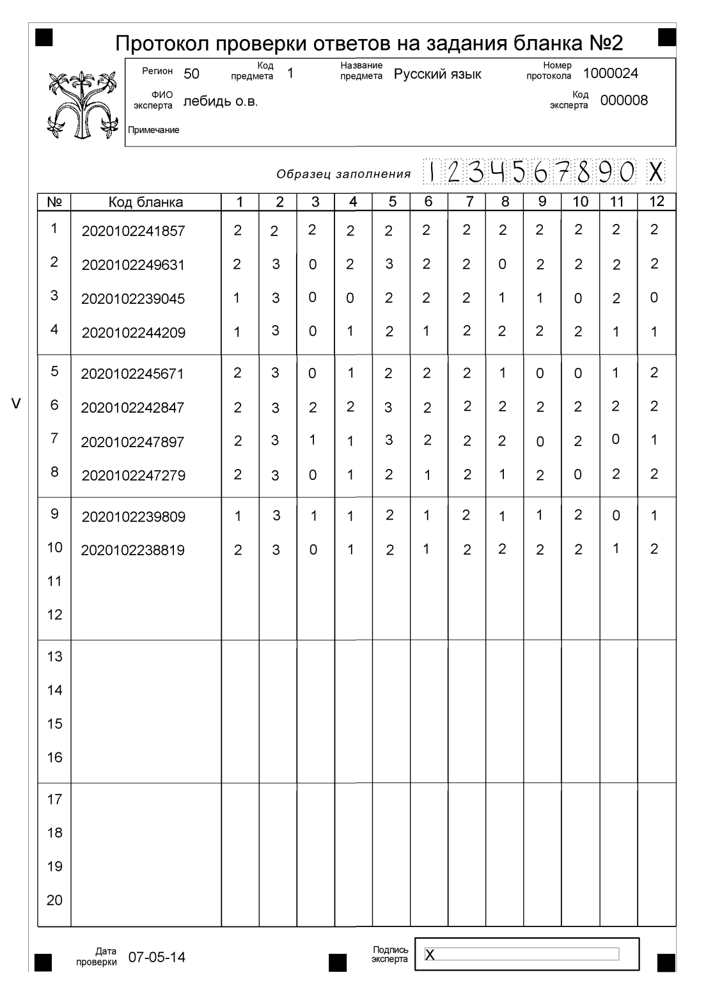 Протокол проверки ответов на задания бланка №2
Регион 50 Код предмета 1 Название предмета Русский язык Номер протокола 1000024
ФИО эксперта лебидь о.в. Код эксперта 000008
Примечание
Образец заполнения 1 2 3 4 5 6 7 8 9 0 X
№ Код бланка 1 2 3 4 5 6 7 8 9 10 11 12
1 2020102241857 2 2 2 2 2 2 2 2 2 2 2 2
2 2020102249631 2 3 0 2 3 2 2 0 2 2 2 2
3 2020102239045 1 3 0 0 2 2 2 1 1 0 2 0
4 2020102244209 1 3 0 1 2 1 2 2 2 2 1 1
5 2020102245671 2 3 0 1 2 2 2 1 0 0 1 2
V
6 2020102242847 2 3 2 2 3 2 2 2 2 2 2 2
7 2020102247897 2 3 1 1 3 2 2 2 0 2 0 1
8 2020102247279 2 3 0 1 2 1 2 1 2 0 2 2
9 2020102239809 1 3 1 1 2 1 2 1 1 2 0 1
10 2020102238819 2 3 0 1 2 1 2 2 2 2 1 2
11
12
13
14
15
16
17
18
19
20
Дата проверки 07-05-14 Подпись эксперта X